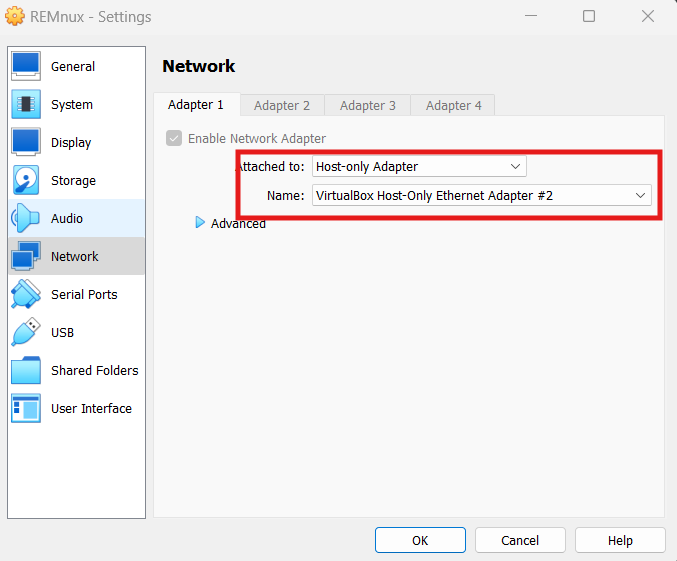 REMnux - Settings
General
System
Display
Storage
Audio
Network
Serial Ports
USB
Shared Folders
User Interface
Network
Adapter 1 Adapter 2 Adapter 3 Adapter 4
Enable Network Adapter
Attached to: Host-only Adapter
Name: VirtualBox Host-Only Ethernet Adapter #2
Advanced
OK Cancel Help